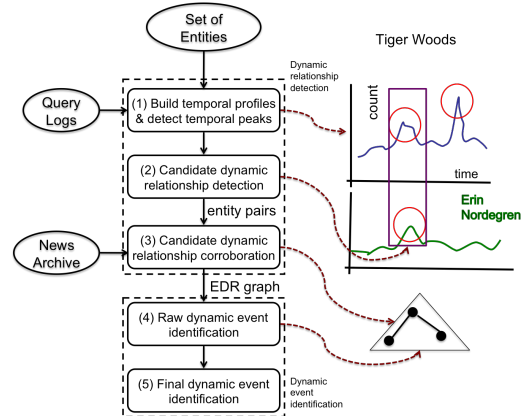 Set of
Entities
Tiger Woods
Dynamic
relationship
detection
Query
Logs
(1) Build temporal profiles
& detect temporal peaks
count
time
(2) Candidate dynamic
relationship detection
entity pairs
Erin
Nordegren
News
Archive
(3) Candidate dynamic
relationship corroboration
EDR graph
(4) Raw dynamic event
identification
(5) Final dynamic event
identification
Dynamic
event
identification